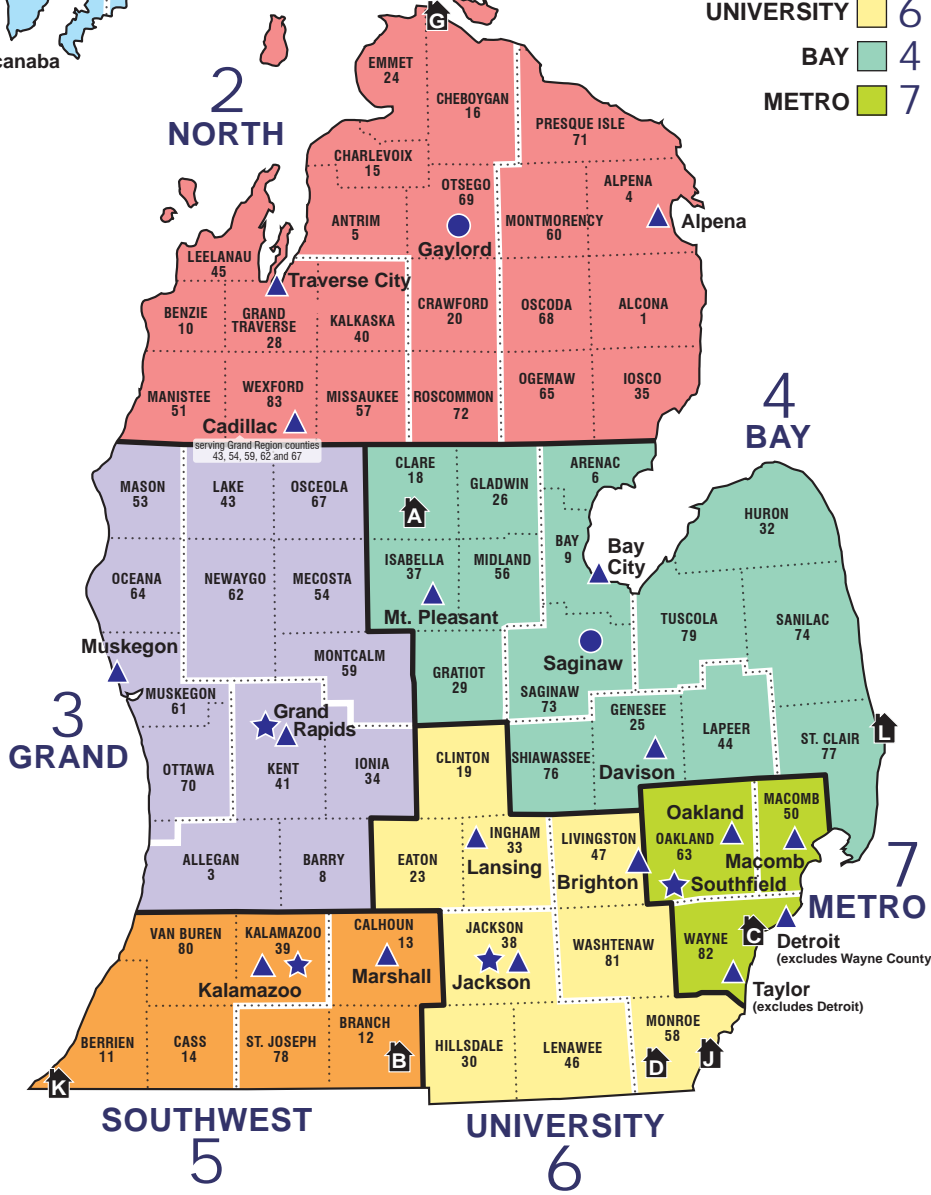 UNIVERSITY 6
canaba
BAY 4
METRO 7
G
2
NORTH
EMMET
24
CHEBOYGAN
16
PRESQUE ISLE
71
CHARLEVOIX
15
OTSEGO
69
ALPENA
4
Alpena
ANTRIM
5
MONTMORENCY
60
Gaylord
LEELANAU
45
Traverse City
BENZIE
10
GRAND
TRAVERSE
28
KALKASKA
40
CRAWFORD
20
OSCODA
68
ALCONA
1
MANISTEE
51
WEXFORD
83
MISSAUKEE
57
ROSCOMMON
72
OGEMAW
65
IOSCO
35
Cadillac
serving Grand Region counties
43, 54, 59, 62 and 67
4
BAY
MASON
53
LAKE
43
OSCEOLA
67
CLARE
18
GLADWIN
26
ARENAC
6
A
HURON
32
OCEANA
64
NEWAYGO
62
MECOSTA
54
ISABELLA
37
MIDLAND
56
BAY
9
Bay
City
Mt. Pleasant
TUSCOLA
79
SANILAC
74
Muskegon
MONTCALM
59
Saginaw
GRATIOT
29
SAGINAW
73
MUSKEGON
61
3
GRAND
Grand
Rapids
GENESEE
25
LAPEER
44
L
ST. CLAIR
77
OTTAWA
70
KENT
41
IONIA
34
CLINTON
19
SHIAWASSEE
76
Davison
Oakland
MACOMB
50
ALLEGAN
3
BARRY
8
EATON
23
INGHAM
33
Lansing
LIVINGSTON
47
Brighton
OAKLAND
63
Macomb
Southfield
7
METRO
VAN BUREN
80
KALAMAZOO
39
Kalamazoo
CALHOUN
13
Marshall
JACKSON
38
Jackson
WASHTENAW
81
WAYNE
82
C
Detroit
(excludes Wayne County
Taylor
(excludes Detroit)
BERRIEN
11
CASS
14
ST. JOSEPH
78
BRANCH
12
B
HILLSDALE
30
LENAWEE
46
MONROE
58
D
J
K
SOUTHWEST
5
UNIVERSITY
6